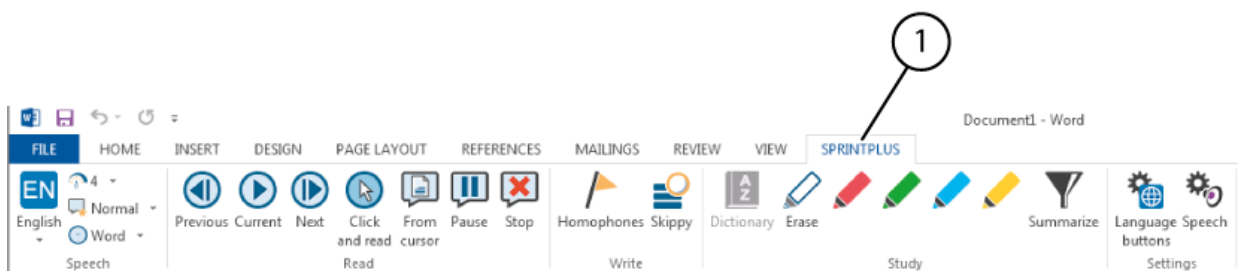 1
Document1 - Word
FILE HOME INSERT DESIGN PAGE LAYOUT REFERENCES MAILINGS REVIEW VIEW SPRINTPLUS
EN
English
4
Normal
Word
Previous Current Next Click and read From cursor Pause Stop
Homophones Skippy
A
Z
Dictionary Erase Summarize
Language buttons Speech
Speech Read Write Study Settings